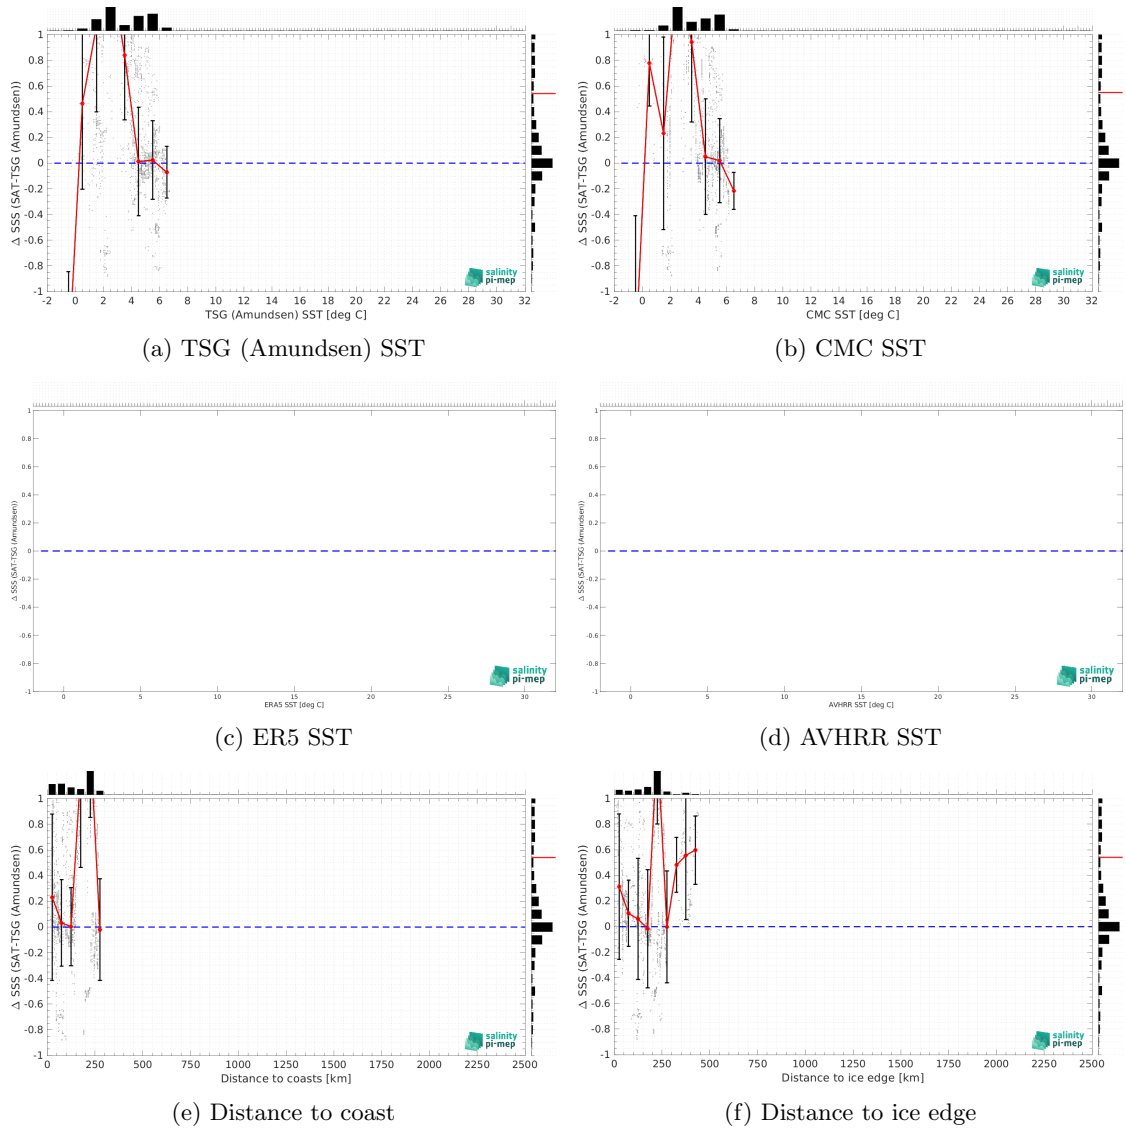 1
0.8
0.6
0.4
0.2
0
-0.2
-0.4
-0.6
-0.8
-1
Δ SSS (SAT-TSG (Amundsen))
-2 0 2 4 6 8 10 12 14 16 18 20 22 24 26 28 30 32
TSG (Amundsen) SST [deg C]
salinity
pi-mep
(a) TSG (Amundsen) SST
1
0.8
0.6
0.4
0.2
0
-0.2
-0.4
-0.6
-0.8
-1
Δ SSS (SAT-TSG (Amundsen))
-2 0 2 4 6 8 10 12 14 16 18 20 22 24 26 28 30 32
CMC SST [deg C]
salinity
pi-mep
(b) CMC SST
1
0.8
0.6
0.4
0.2
0
-0.2
-0.4
-0.6
-0.8
-1
Δ SSS (SAT-TSG (Amundsen))
0 5 10 15 20 25 30
ERA5 SST [deg C]
salinity
pi-mep
(c) ER5 SST
1
0.8
0.6
0.4
0.2
0
-0.2
-0.4
-0.6
-0.8
-1
Δ SSS (SAT-TSG (Amundsen))
0 5 10 15 20 25 30
AVHRR SST [deg C]
salinity
pi-mep
(d) AVHRR SST
1
0.8
0.6
0.4
0.2
0
-0.2
-0.4
-0.6
-0.8
-1
Δ SSS (SAT-TSG (Amundsen))
0 250 500 750 1000 1250 1500 1750 2000 2250 2500
Distance to coasts [km]
salinity
pi-mep
(e) Distance to coast
1
0.8
0.6
0.4
0.2
0
-0.2
-0.4
-0.6
-0.8
-1
Δ SSS (SAT-TSG (Amundsen))
0 250 500 750 1000 1250 1500 1750 2000 2250 2500
Distance to ice edge [km]
salinity
pi-mep
(f) Distance to ice edge